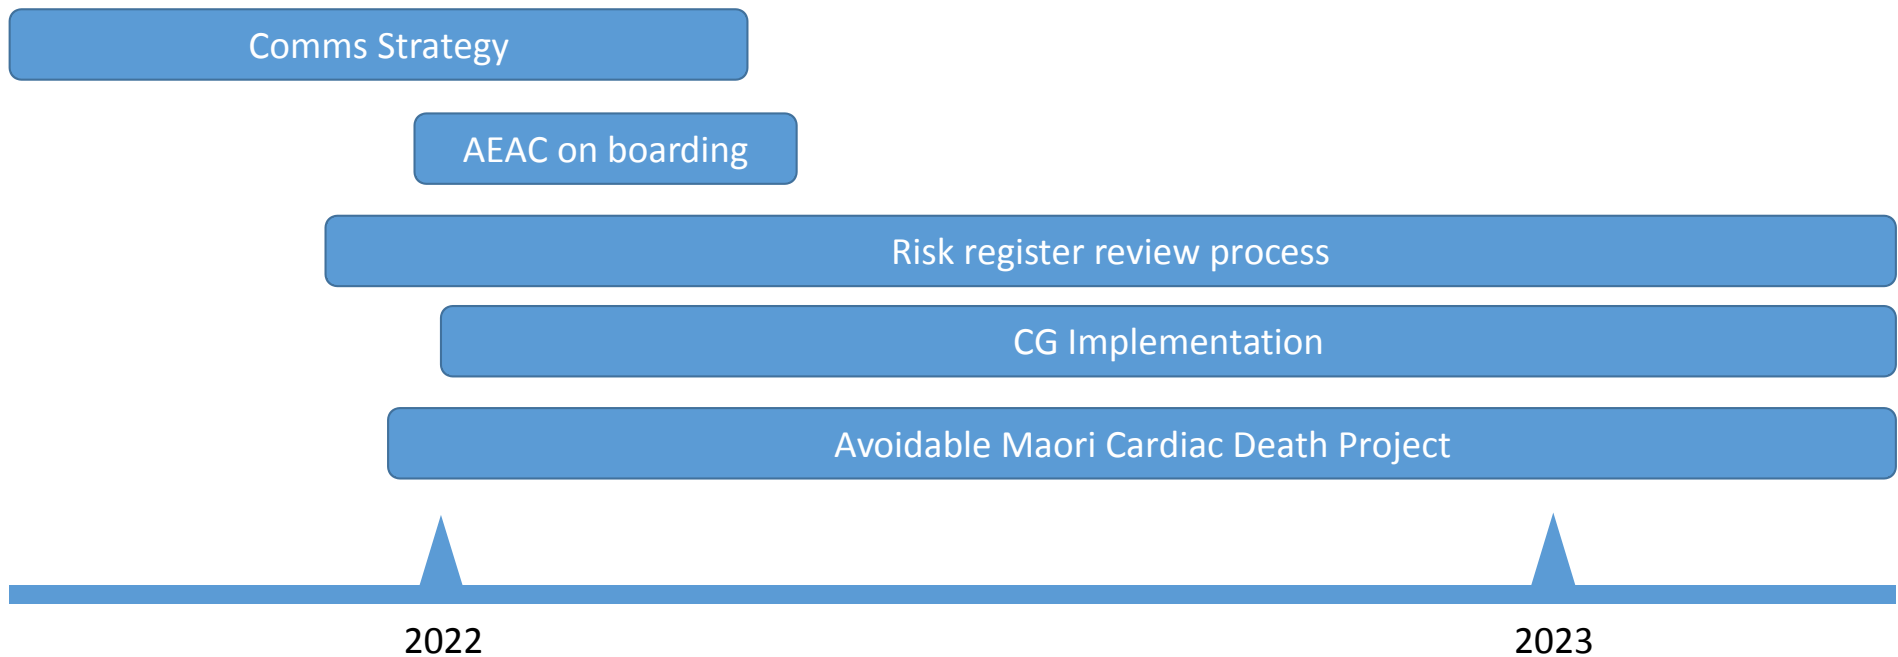 Comms Strategy
AEAC on boarding
Risk register review process
CG Implementation
Avoidable Maori Cardiac Death Project
2022
2023